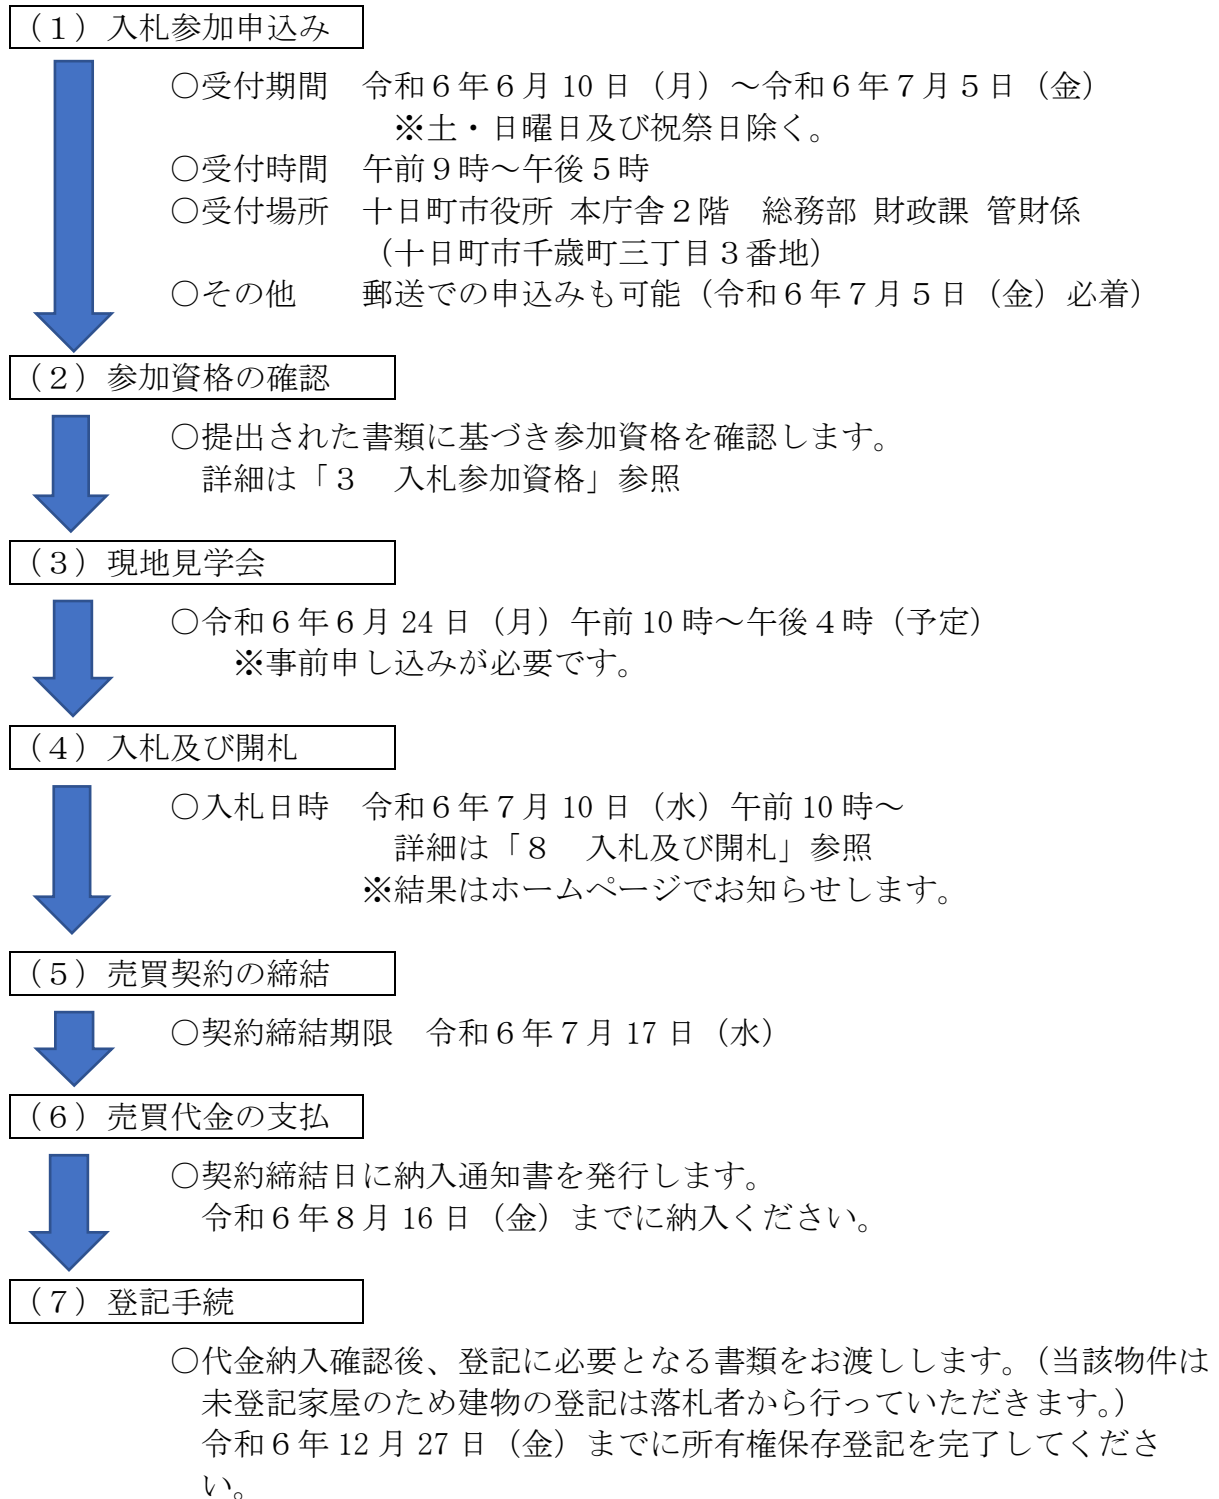 （１）入札参加申込み
○受付期間　令和６年６月 10 日（月）～令和６年７月５日（金）
※土・日曜日及び祝祭日除く。
○受付時間　午前９時～午後５時
○受付場所　十日町市役所 本庁舎２階　総務部 財政課 管財係
（十日町市千歳町三丁目３番地）
○その他　　郵送での申込みも可能（令和６年７月５日（金）必着）
（２）参加資格の確認
○提出された書類に基づき参加資格を確認します。
詳細は「３　入札参加資格」参照
（３）現地見学会
○令和６年６月 24 日（月）午前 10 時～午後４時（予定）
※事前申し込みが必要です。
（４）入札及び開札
○入札日時　令和６年７月 10 日（水）午前 10 時～
詳細は「８　入札及び開札」参照
※結果はホームページでお知らせします。
（５）売買契約の締結
○契約締結期限　令和６年７月 17 日（水）
（６）売買代金の支払
○契約締結日に納入通知書を発行します。
令和６年８月 16 日（金）までに納入ください。
（７）登記手続
○代金納入確認後、登記に必要となる書類をお渡しします。（当該物件は
未登記家屋のため建物の登記は落札者から行っていただきます。）
令和６年 12 月 27 日（金）までに所有権保存登記を完了してくださ
い。